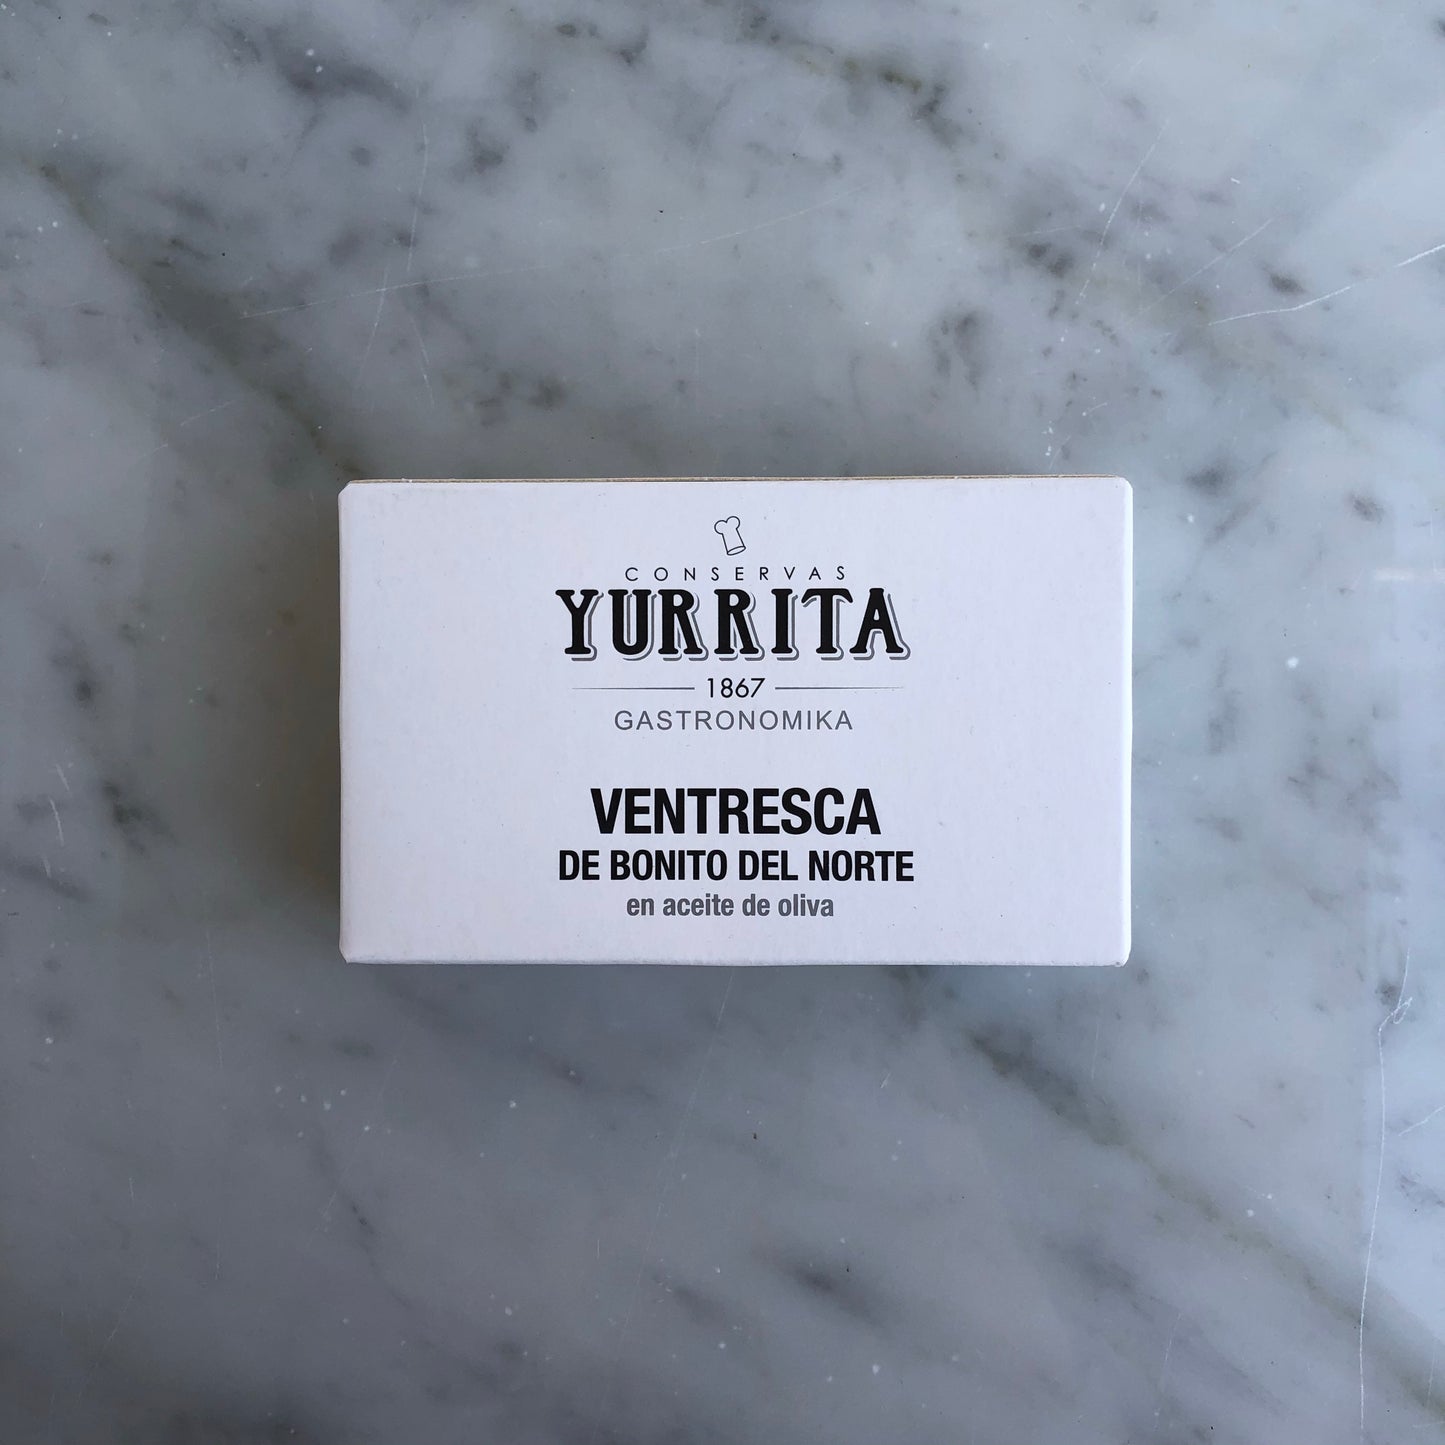 CONSERVAS
YURRITA
1867
GASTRONOMIKA
VENTRESCA
DE BONITO DEL NORTE
en aceite de oliva